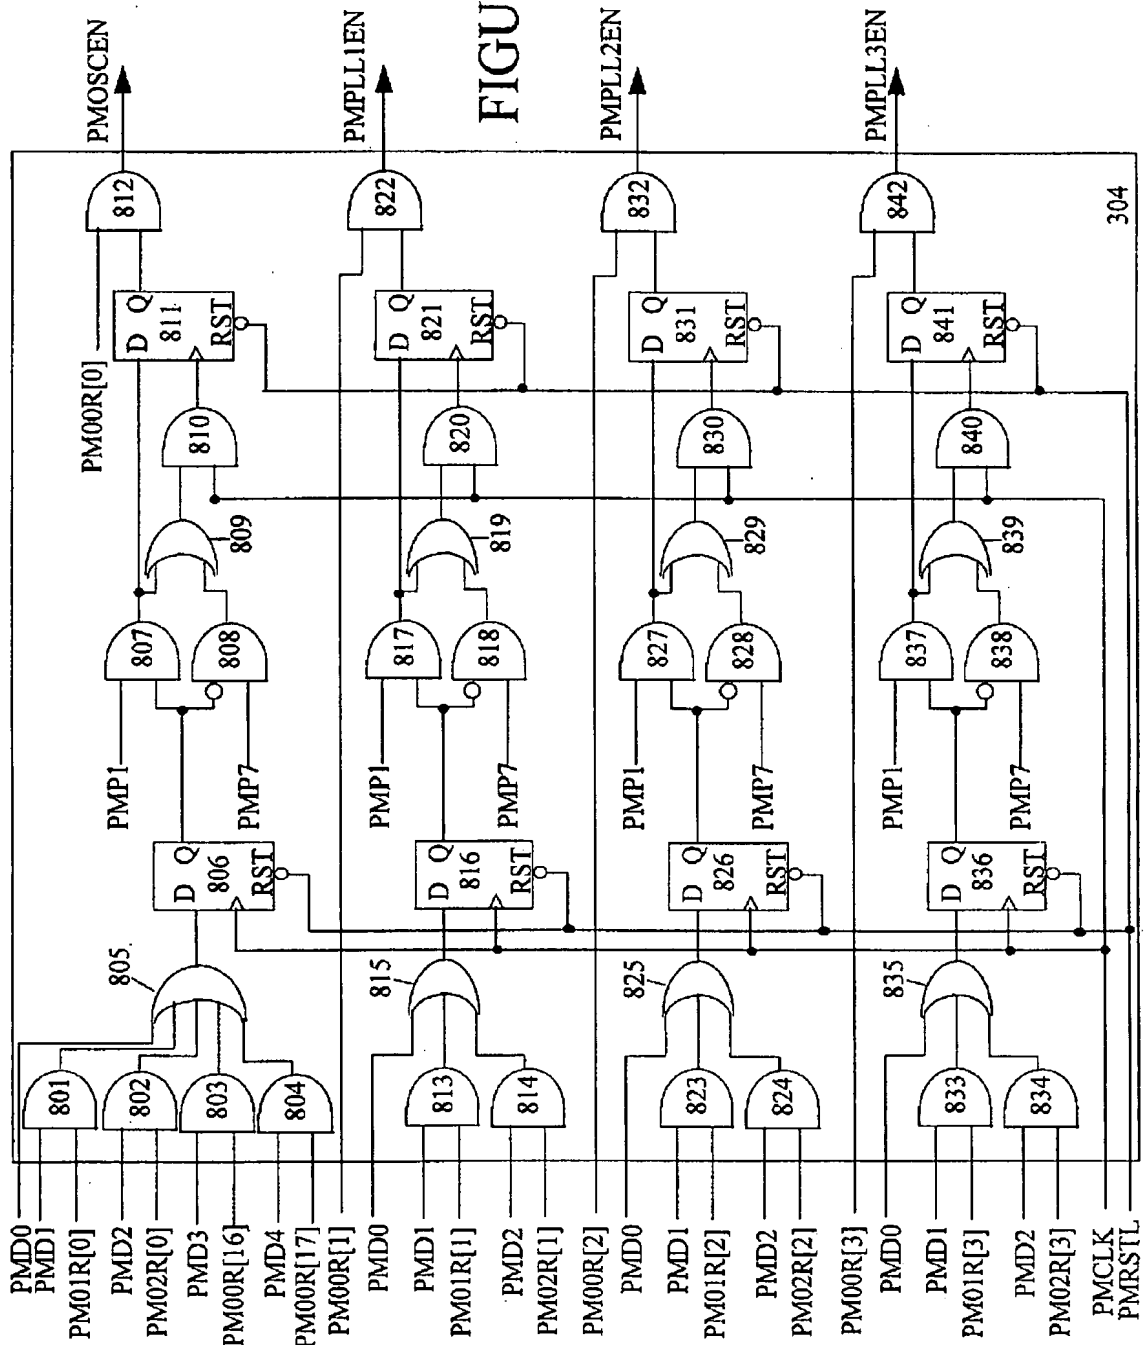 PMOSCEN
PMPLL1EN
PMPLL2EN
PMPLL3EN
FIGU
812
822
832
842
304
PM00R[0]
D Q
811
RST
D Q
821
RST
D Q
831
RST
D Q
841
RST
810
820
830
840
809
819
829
839
807
808
817
818
827
828
837
838
PMP1
PMP7
PMP1
PMP7
PMP1
PMP7
PMP1
PMP7
D Q
806
RST
D Q
816
RST
D Q
826
RST
D Q
836
RST
805
815
825
835
801
802
803
804
813
814
823
824
833
834
PMD0
PMD1
PM01R[0]
PMD2
PM02R[0]
PMD3
PM00R[16]
PMD4
PM00R[17]
PM00R[1]
PMD0
PMD1
PM01R[1]
PMD2
PM02R[1]
PM00R[2]
PMD0
PMD1
PM01R[2]
PMD2
PM02R[2]
PM00R[3]
PMD0
PMD1
PM01R[3]
PMD2
PM02R[3]
PMCLK
PMRSTL